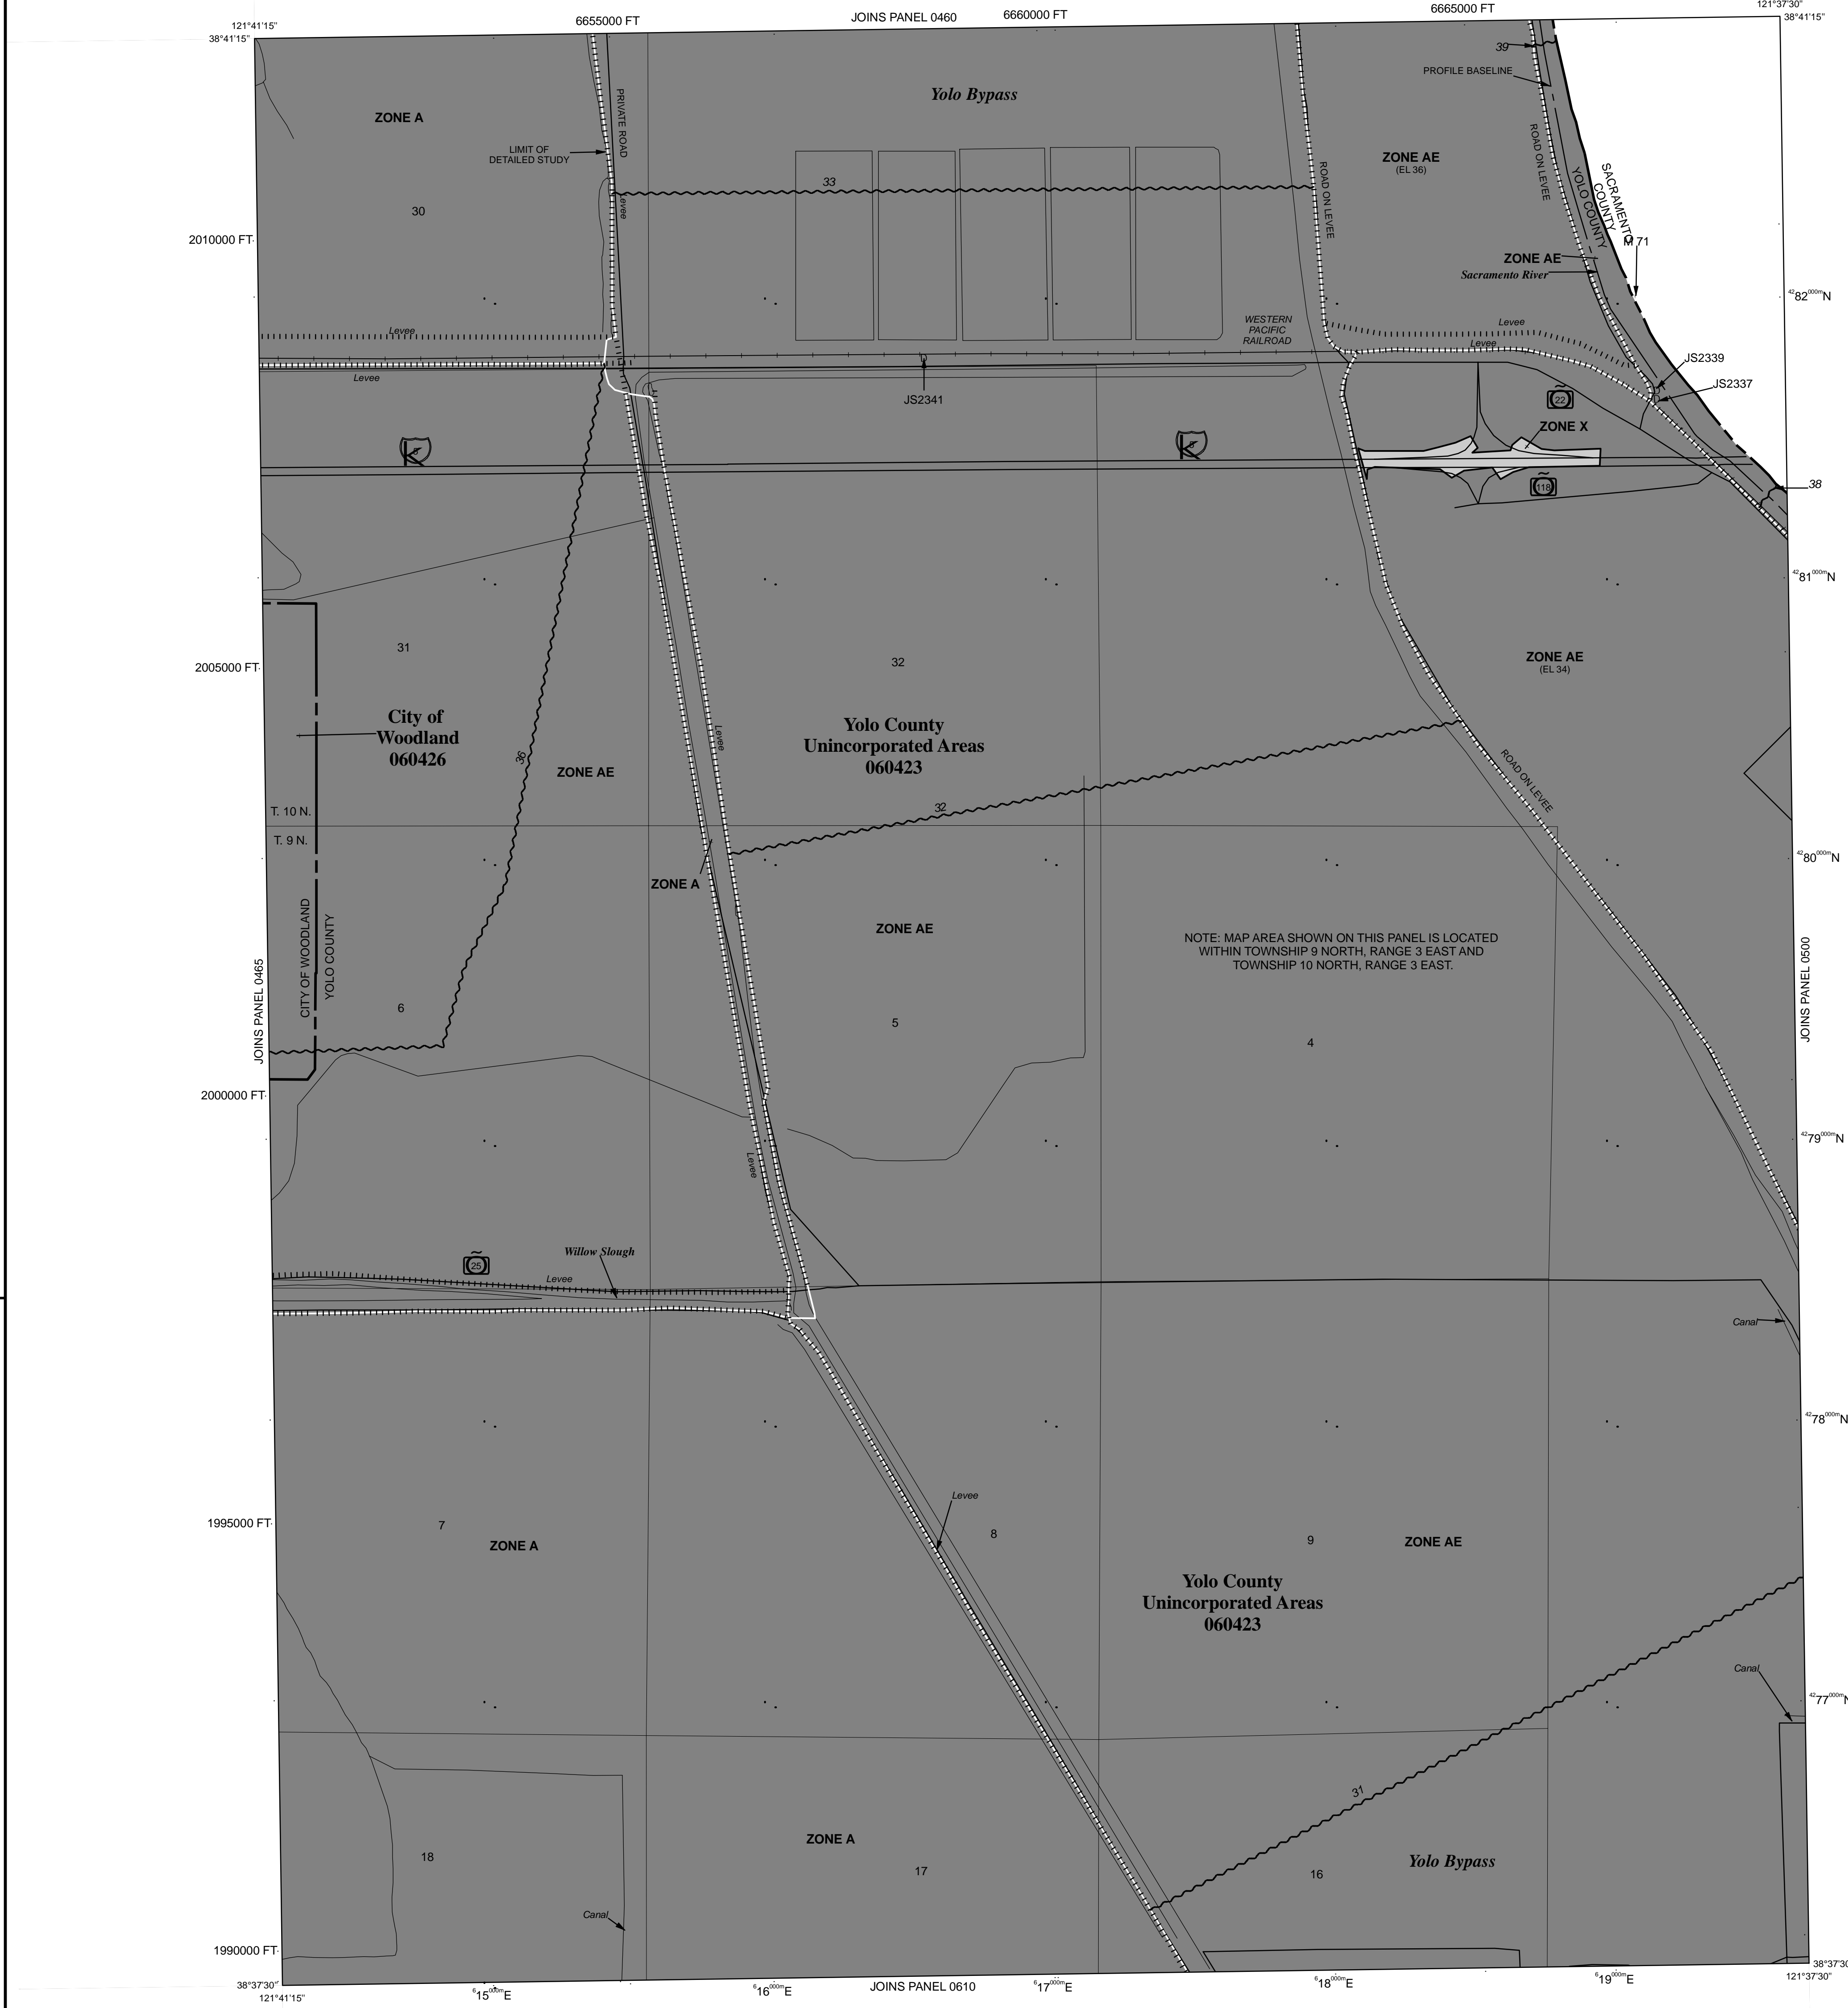 121°41'15"
6655000 FT
JOINS PANEL 0460
6660000 FT
6665000 FT
121°37'30"
38°41'15"
38°41'15"
39
PROFILE BASELINE
Yolo Bypass
ZONE A
PRIVATE ROAD
LIMIT OF
DETAILED STUDY
ROAD ON LEVEE
ZONE AE
(EL 36)
ROAD ON LEVEE
YOLO COUNTY
SACRAMENTO
COUNTY
33
Levee
30
2010000 FT
M 71
ZONE AE
Sacramento River
4282000mN
Levee
WESTERN
PACIFIC
RAILROAD
Levee
Levee
Levee
JS2341
JS2339
JS2337
22
ZONE X
5
5
118
38
4281000mN
31
32
2005000 FT
ZONE AE
(EL 34)
City of
Woodland
060426
Yolo County
Unincorporated Areas
060423
Levee
36
ZONE AE
ROAD ON LEVEE
32
T. 10 N.
T. 9 N.
4280000mN
ZONE A
ZONE AE
NOTE: MAP AREA SHOWN ON THIS PANEL IS LOCATED
WITHIN TOWNSHIP 9 NORTH, RANGE 3 EAST AND
TOWNSHIP 10 NORTH, RANGE 3 EAST.
JOINS PANEL 0465
CITY OF WOODLAND
YOLO COUNTY
JOINS PANEL 0500
6
5
4
2000000 FT
4279000mN
Levee
Willow Slough
25
Levee
Canal
4278000mN
Levee
1995000 FT
7
8
9
ZONE A
ZONE AE
Yolo County
Unincorporated Areas
060423
Canal
4277000mN
31
ZONE A
18
17
16
Yolo Bypass
Canal
1990000 FT
38°37'30"
38°37'30"
121°41'15"
615000mE
616000mE
JOINS PANEL 0610
617000mE
618000mE
619000mE
121°37'30"